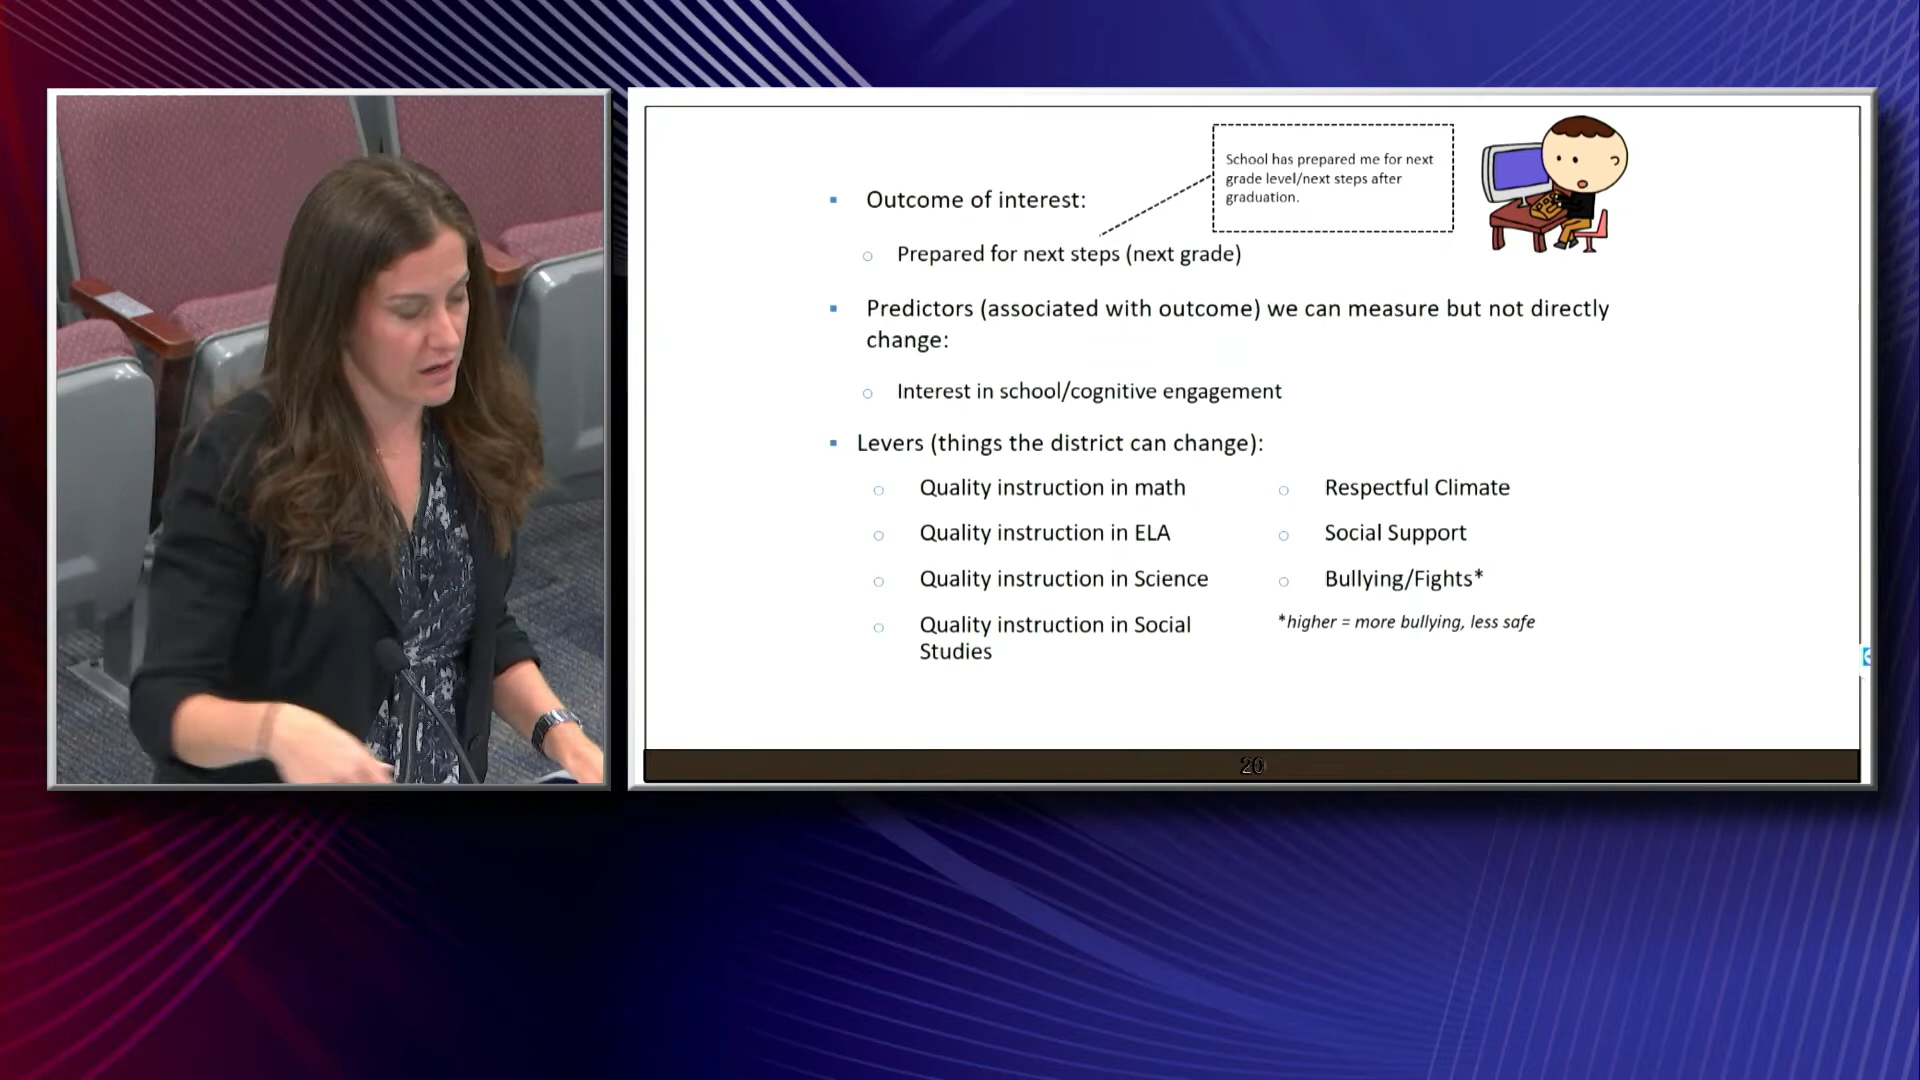 School has prepared me for next
grade level/next steps after
graduation.
Outcome of interest:
Prepared for next steps (next grade)
Predictors (associated with outcome) we can measure but not directly
change:
Interest in school/cognitive engagement
Levers (things the district can change):
Quality instruction in math
Quality instruction in ELA
Quality instruction in Science
Quality instruction in Social
Studies
Respectful Climate
Social Support
Bullying/Fights*
*higher = more bullying, less safe
20